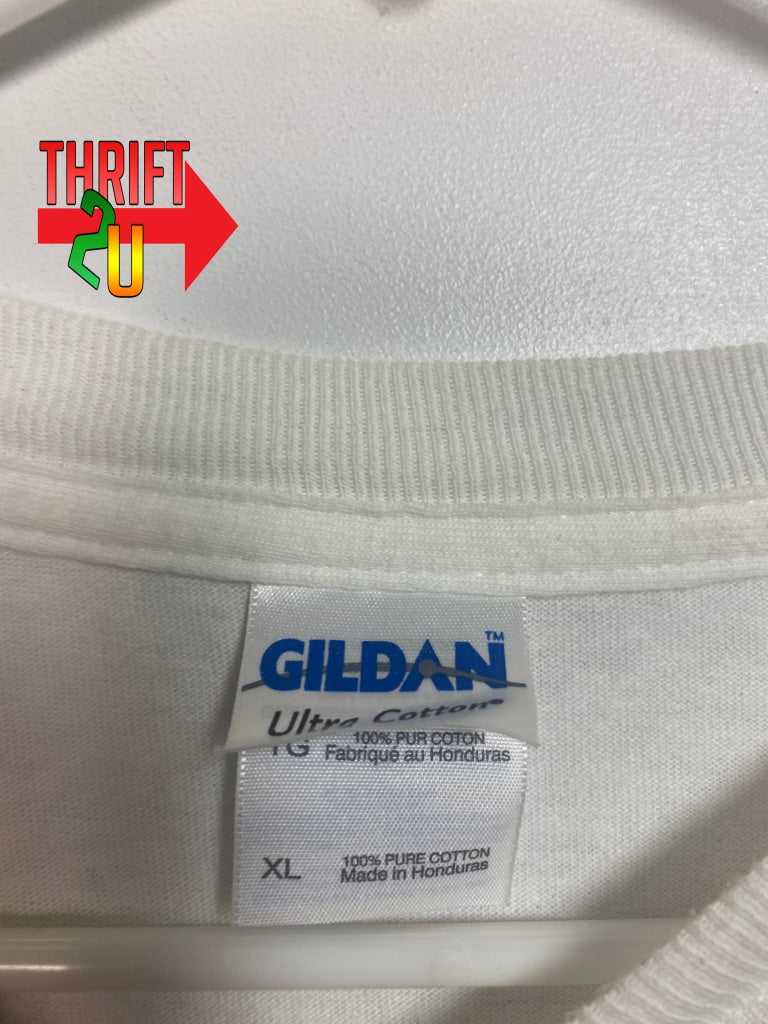 THRIFT
2U
GILDAN™
Ultra Cotton®
TG 100% PUR COTON
Fabriqué au Honduras
XL 100% PURE COTTON
Made in Honduras